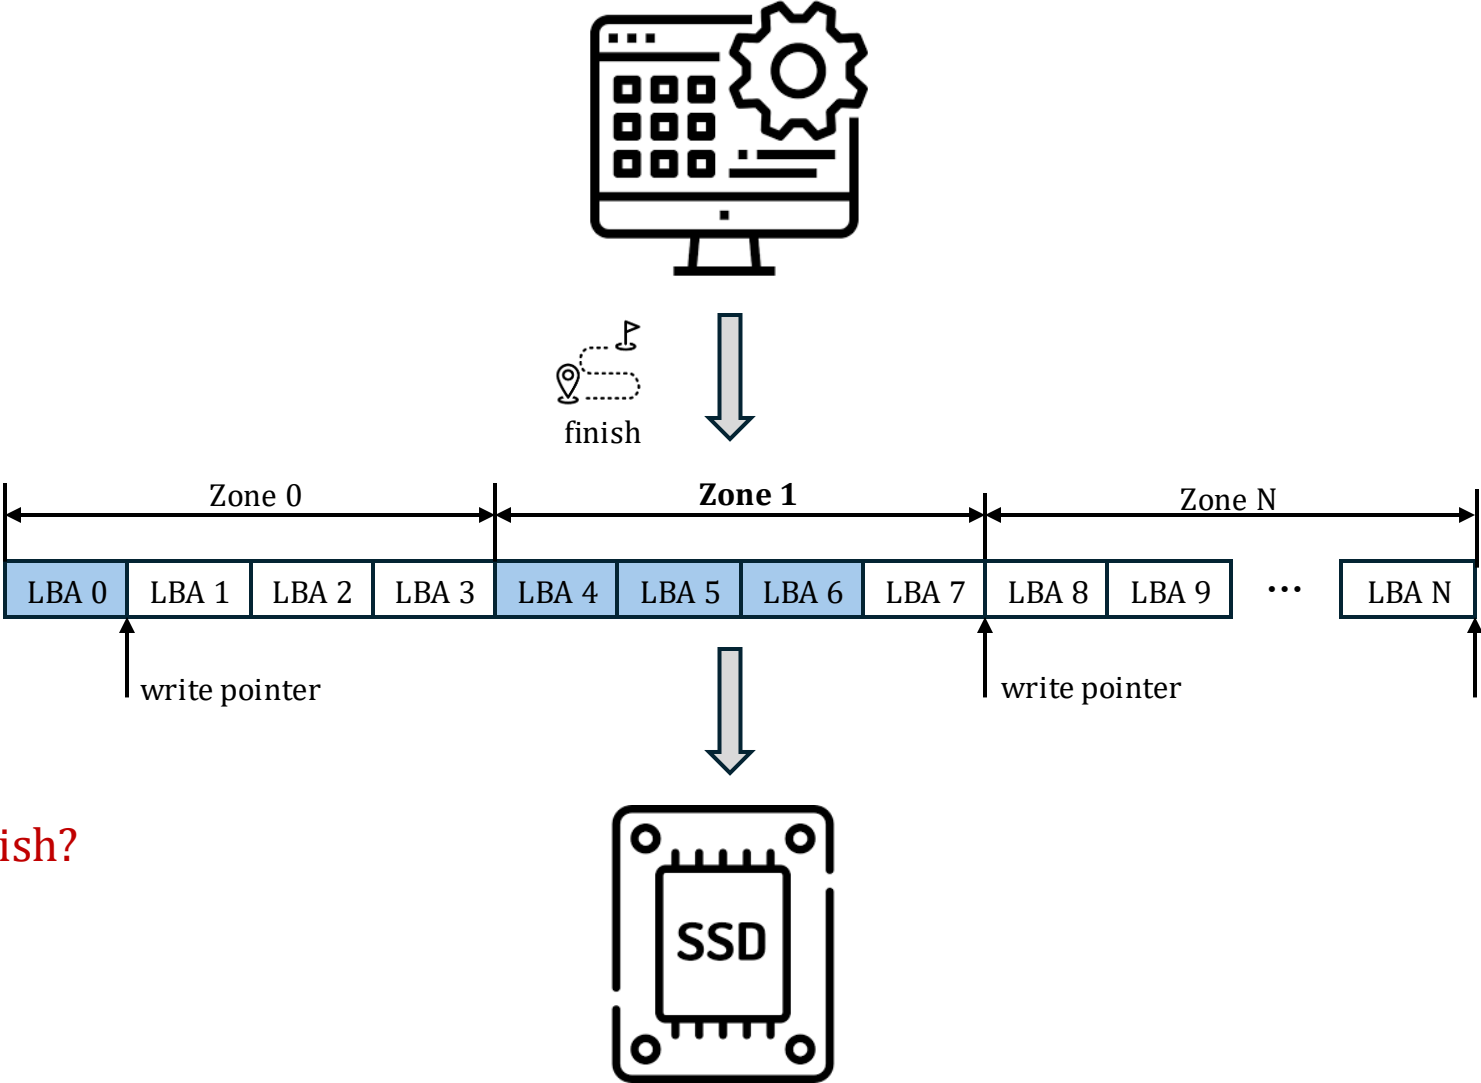 finish
Zone 0 Zone 1 Zone N
LBA 0 LBA 1 LBA 2 LBA 3 LBA 4 LBA 5 LBA 6 LBA 7 LBA 8 LBA 9 ... LBA N
write pointer write pointer
ish?
SSD